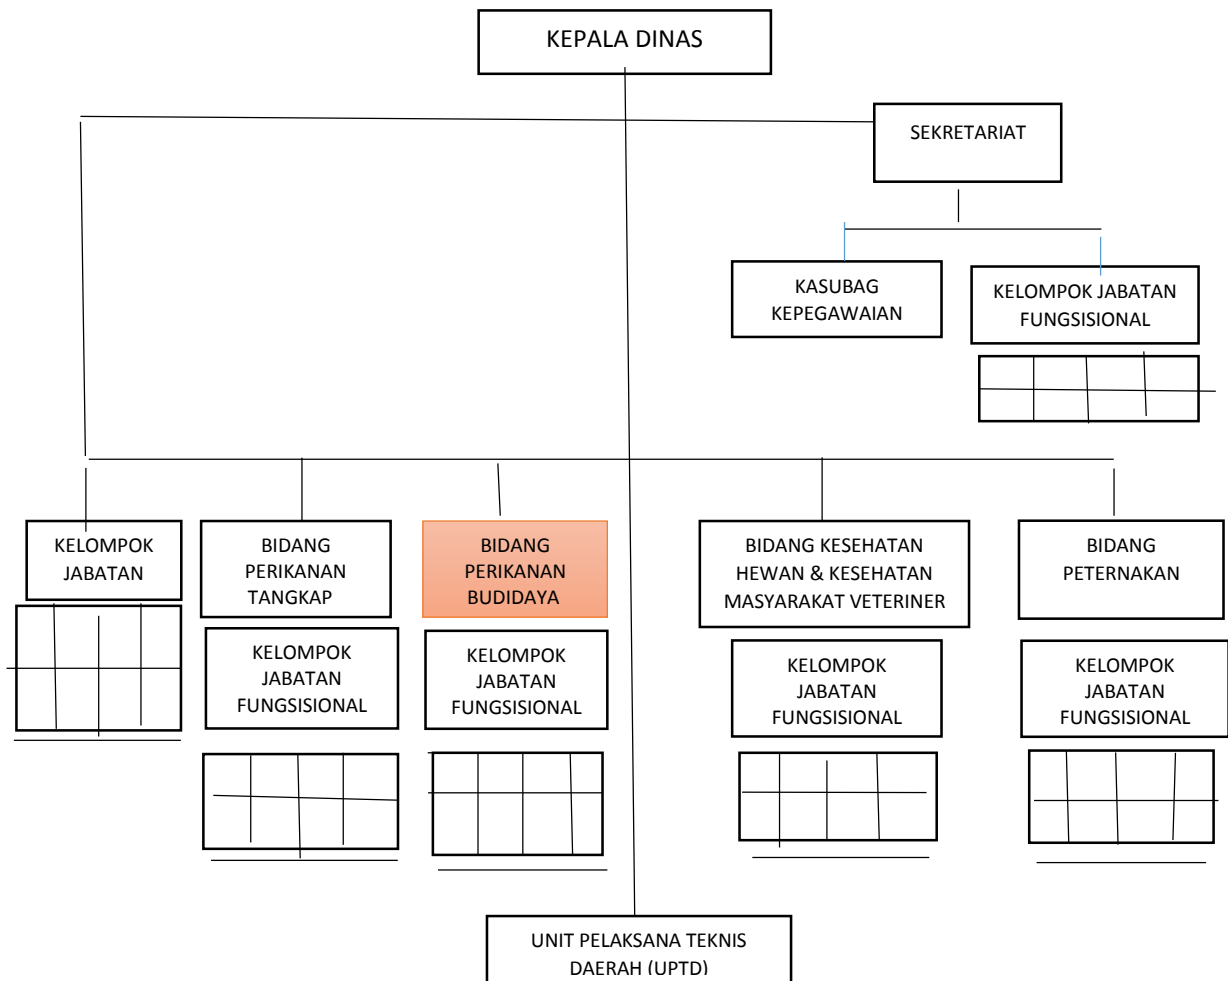 KEPALA DINAS
SEKRETARIAT
KASUBAG
KEPEGAWAIAN
KELOMPOK JABATAN
FUNGSISIONAL
KELOMPOK
JABATAN
BIDANG
PERIKANAN
TANGKAP
KELOMPOK
JABATAN
FUNGSISIONAL
BIDANG
PERIKANAN
BUDIDAYA
KELOMPOK
JABATAN
FUNGSISIONAL
BIDANG KESEHATAN
HEWAN & KESEHATAN
MASYARAKAT VETERINER
KELOMPOK
JABATAN
FUNGSISIONAL
BIDANG
PETERNAKAN
KELOMPOK
JABATAN
FUNGSISIONAL
UNIT PELAKSANA TEKNIS
DAERAH (UPTD)